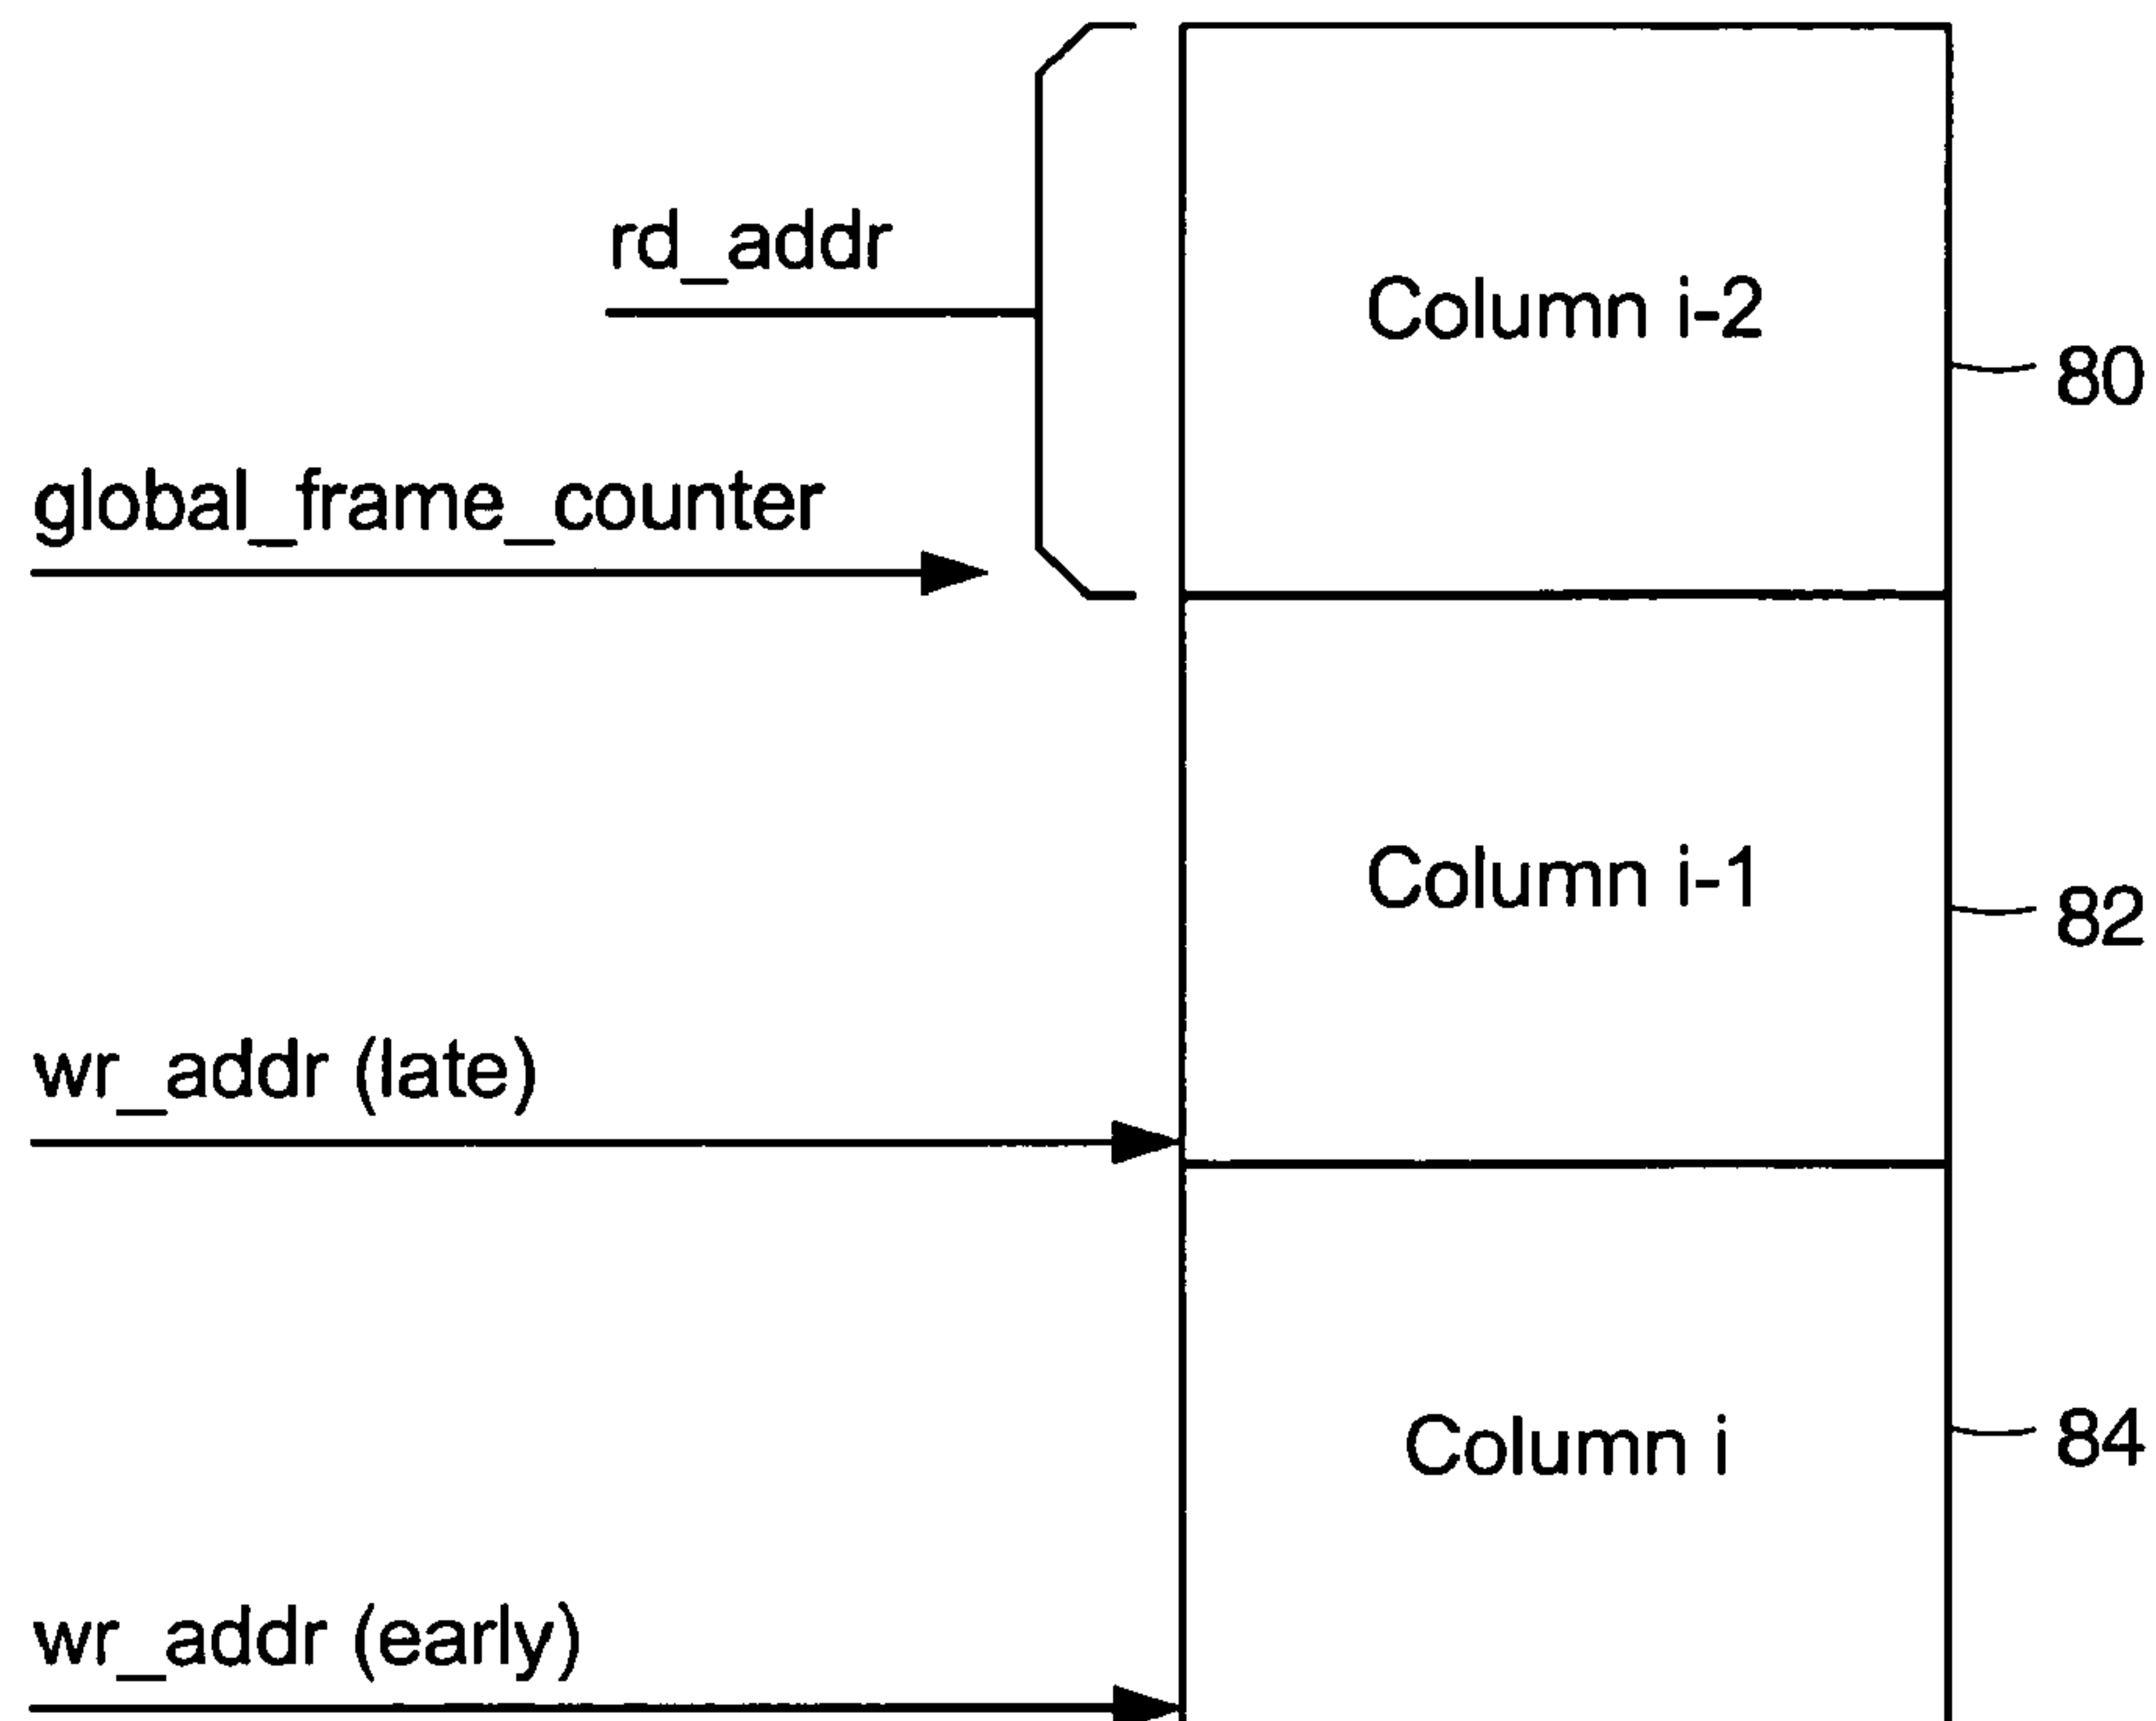 rd_addr
Column i-2
80
global_frame_counter
Column i-1
82
wr_addr (late)
Column i
84
wr_addr (early)